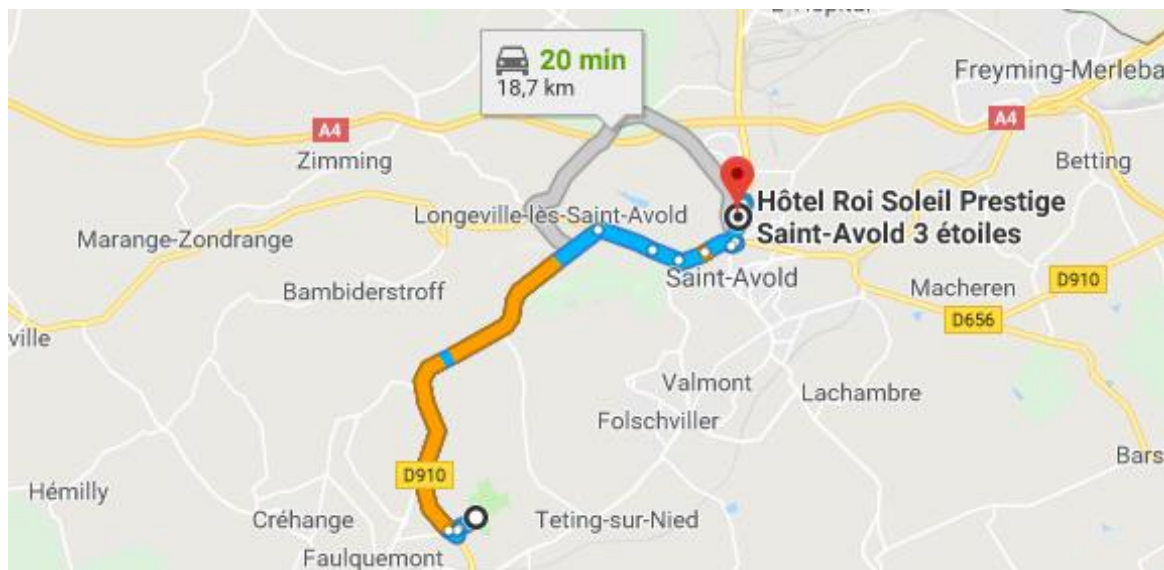 20 min
18,7 km
Freyming-Merleba
A4
A4
Zimming
Betting
Hôtel Roi Soleil Prestige
Saint-Avold 3 étoiles
Longeville-lès-Saint-Avold
Marange-Zondrange
Saint-Avold
Bambiderstroff
Macheren
D910
D656
ville
Valmont
Lachambre
Folschviller
Bars
D910
Hémilly
Créhange
Teting-sur-Nied
Faulquemont